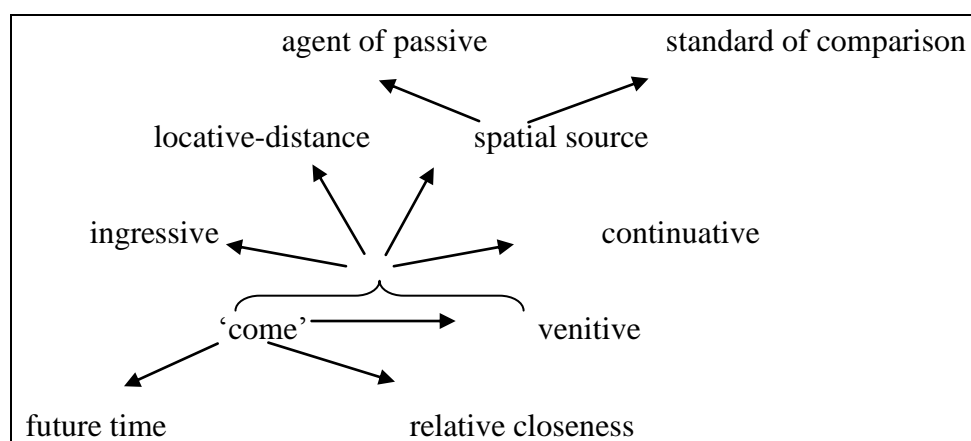 agent of passive standard of comparison
locative-distance spatial source
ingressive continuative
‘come’ venitive
future time relative closeness